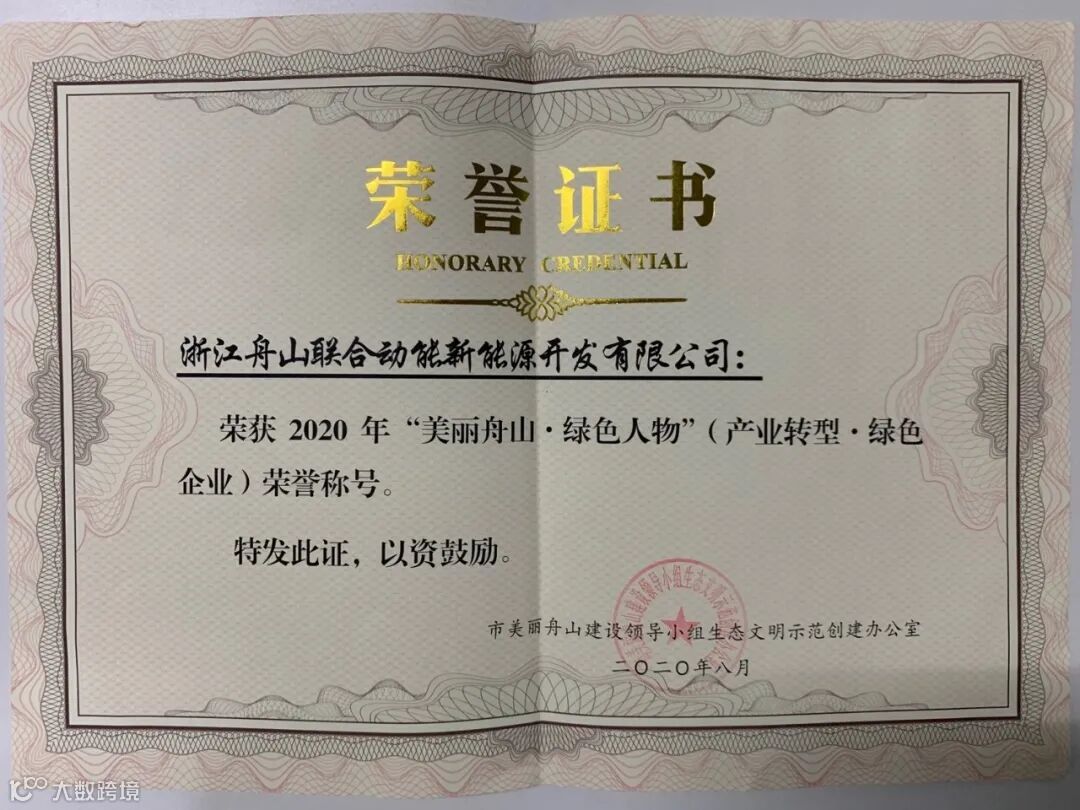 荣誉证书
HONORARY CREDENTIAL
浙江舟山联合动能新能源开发有限公司：
荣获 2020 年“美丽舟山·绿色人物”（产业转型·绿色
企业）荣誉称号。
特发此证，以资鼓励。
市美丽舟山建设领导小组生态文明示范创建办公室
二〇二〇年八月
大数跨境